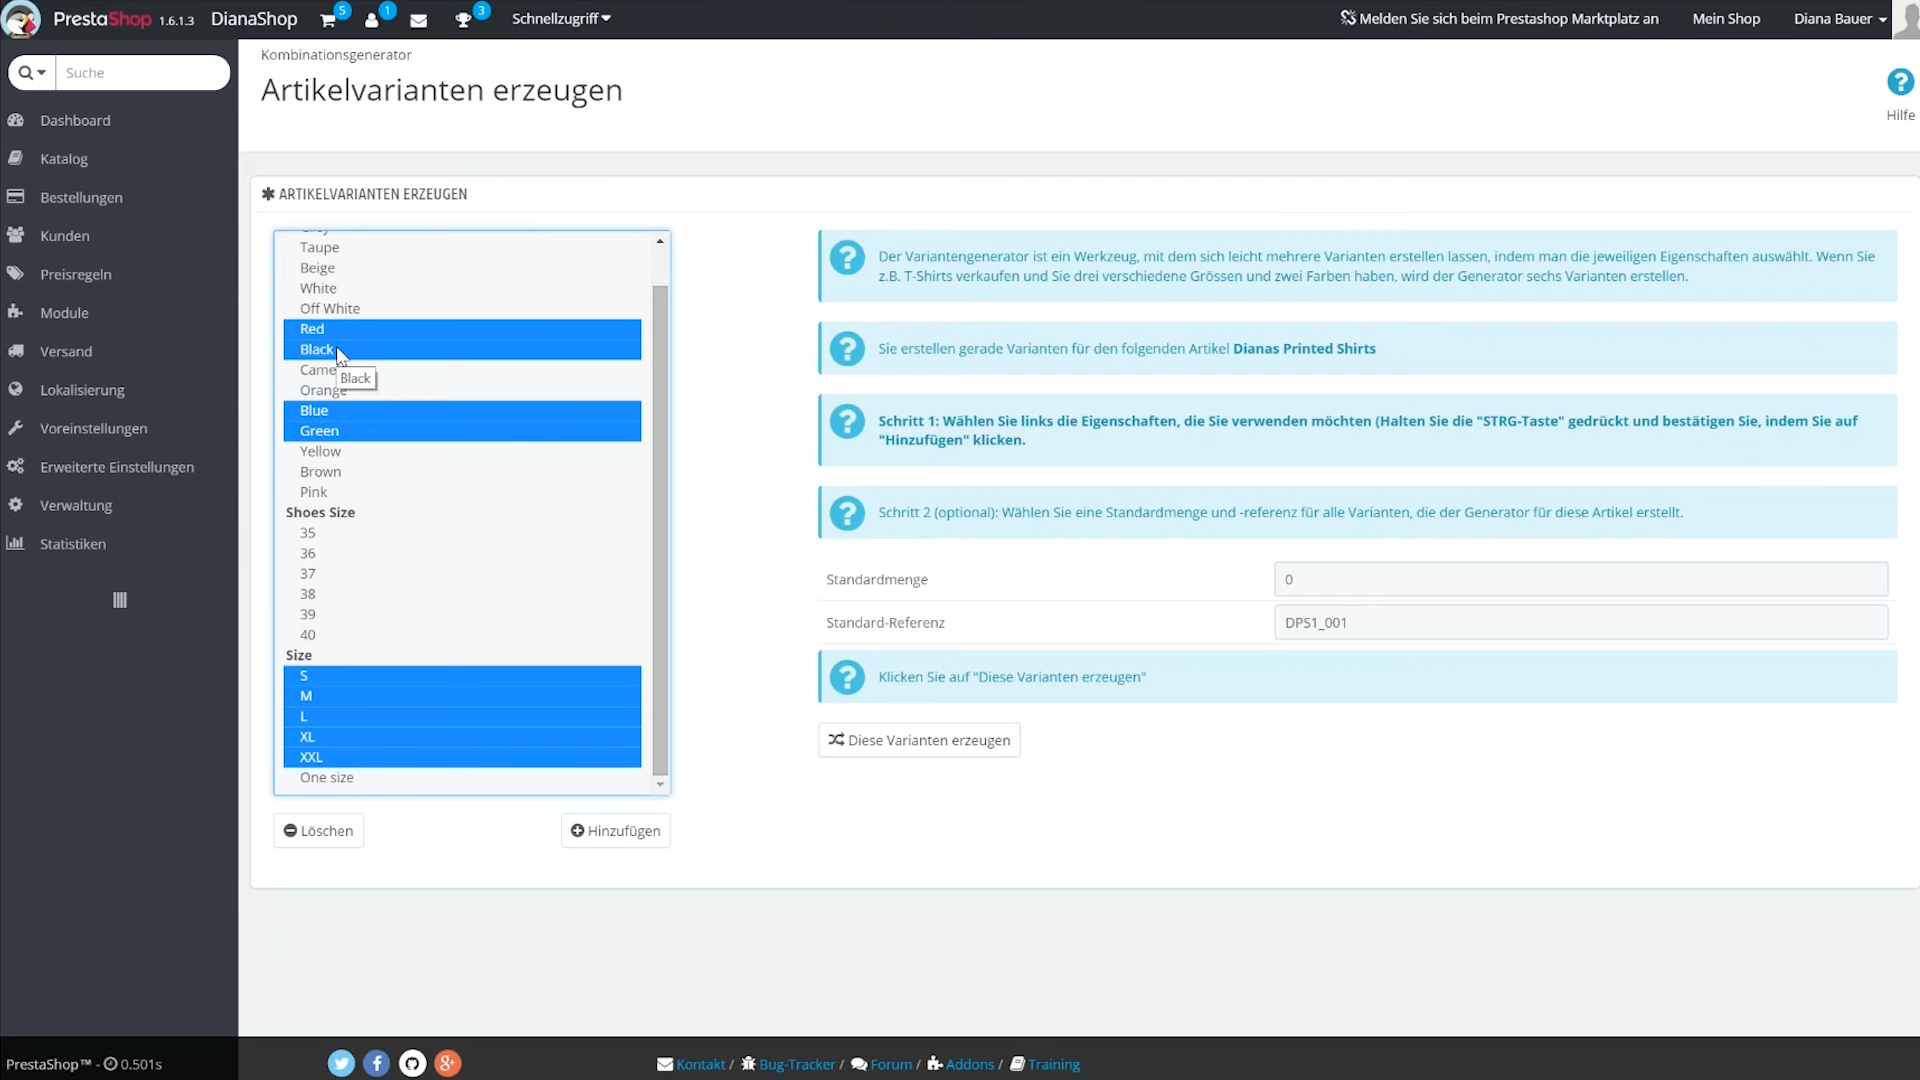 PrestaShop 1.6.1.3 DianaShop 5 1 3 Schnellzugriff Melden Sie sich beim Prestashop Marktplatz an Mein Shop Diana Bauer
Suche
Dashboard
Katalog
Bestellungen
Kunden
Preisregeln
Module
Versand
Lokalisierung
Voreinstellungen
Erweiterte Einstellungen
Verwaltung
Statistiken
Kombinationsgenerator
Artikelvarianten erzeugen
Hilfe
ARTIKELVARIANTEN ERZEUGEN
Taupe
Beige
White
Off White
Red
Black
Came
Black
Orange
Blue
Green
Yellow
Brown
Pink
Shoes Size
35
36
37
38
39
40
Size
S
M
L
XL
XXL
One size
Löschen
Hinzufügen
Der Variantengenerator ist ein Werkzeug, mit dem sich leicht mehrere Varianten erstellen lassen, indem man die jeweiligen Eigenschaften auswählt. Wenn Sie
z.B. T-Shirts verkaufen und Sie drei verschiedene Grössen und zwei Farben haben, wird der Generator sechs Varianten erstellen.
Sie erstellen gerade Varianten für den folgenden Artikel Dianas Printed Shirts
Schritt 1: Wählen Sie links die Eigenschaften, die Sie verwenden möchten (Halten Sie die "STRG-Taste" gedrückt und bestätigen Sie, indem Sie auf
"Hinzufügen" klicken.
Schritt 2 (optional): Wählen Sie eine Standardmenge und -referenz für alle Varianten, die der Generator für diese Artikel erstellt.
Standardmenge 0
Standard-Referenz DPS1_001
Klicken Sie auf "Diese Varianten erzeugen"
Diese Varianten erzeugen
PrestaShop™ - 0.501s
Kontakt / Bug-Tracker / Forum / Addons / Training